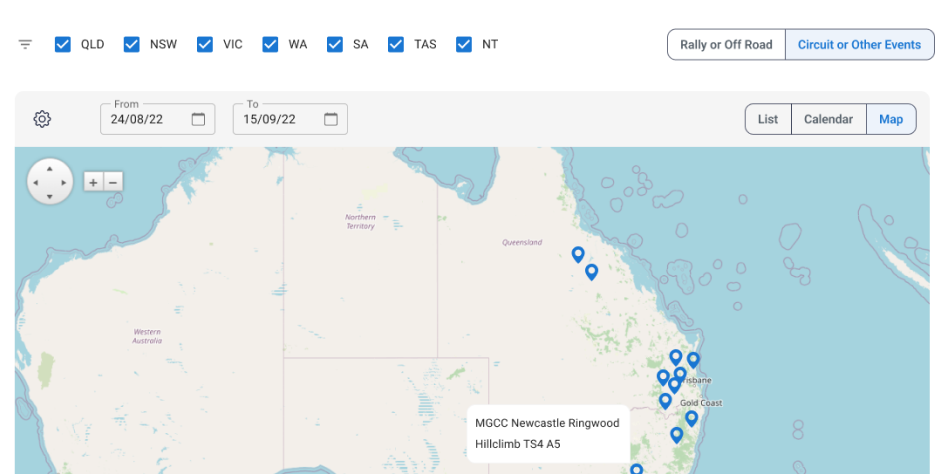 QLD NSW VIC WA SA TAS NT
Rally or Off Road Circuit or Other Events
From To
24/08/22 15/09/22
List Calendar Map
+ −
Northern
Territory
Queensland
Western
Australia
risbane
Gold Coast
MGCC Newcastle Ringwood
Hillclimb TS4 A5